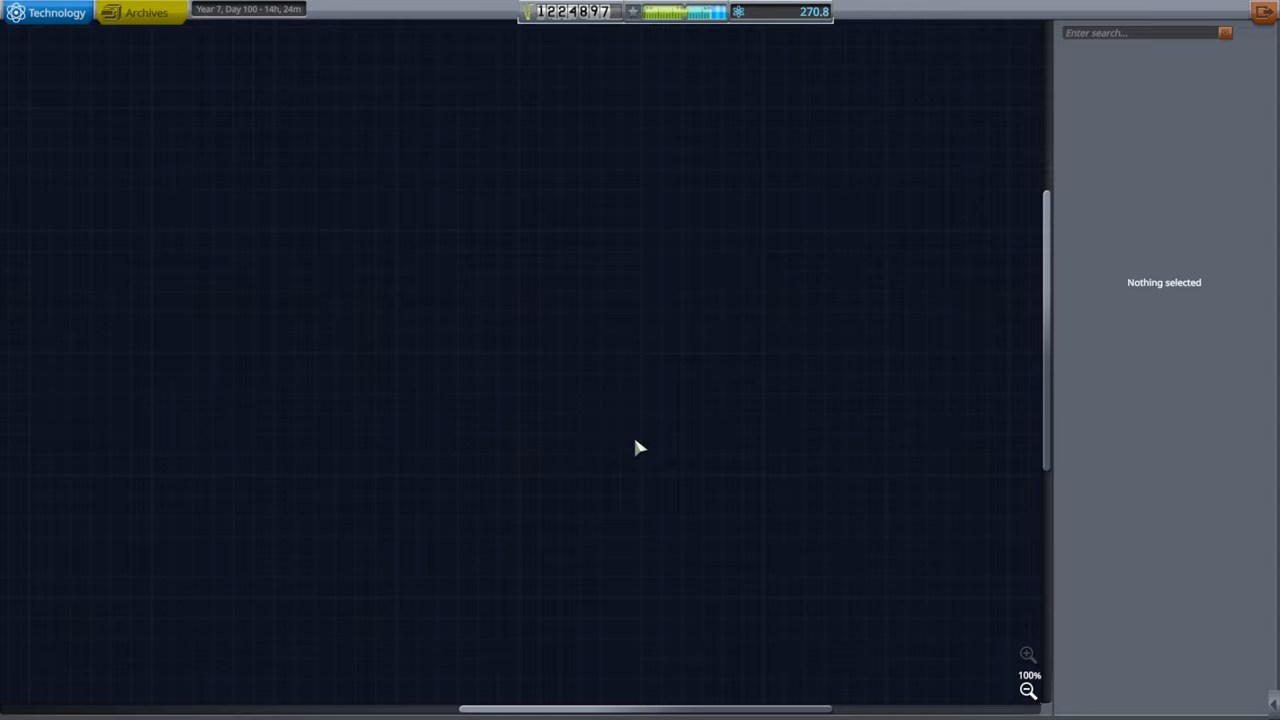 Technology
Archives
Year 7, Day 100 - 14h, 24m
1224897
270.8
Enter search...
Nothing selected
100%